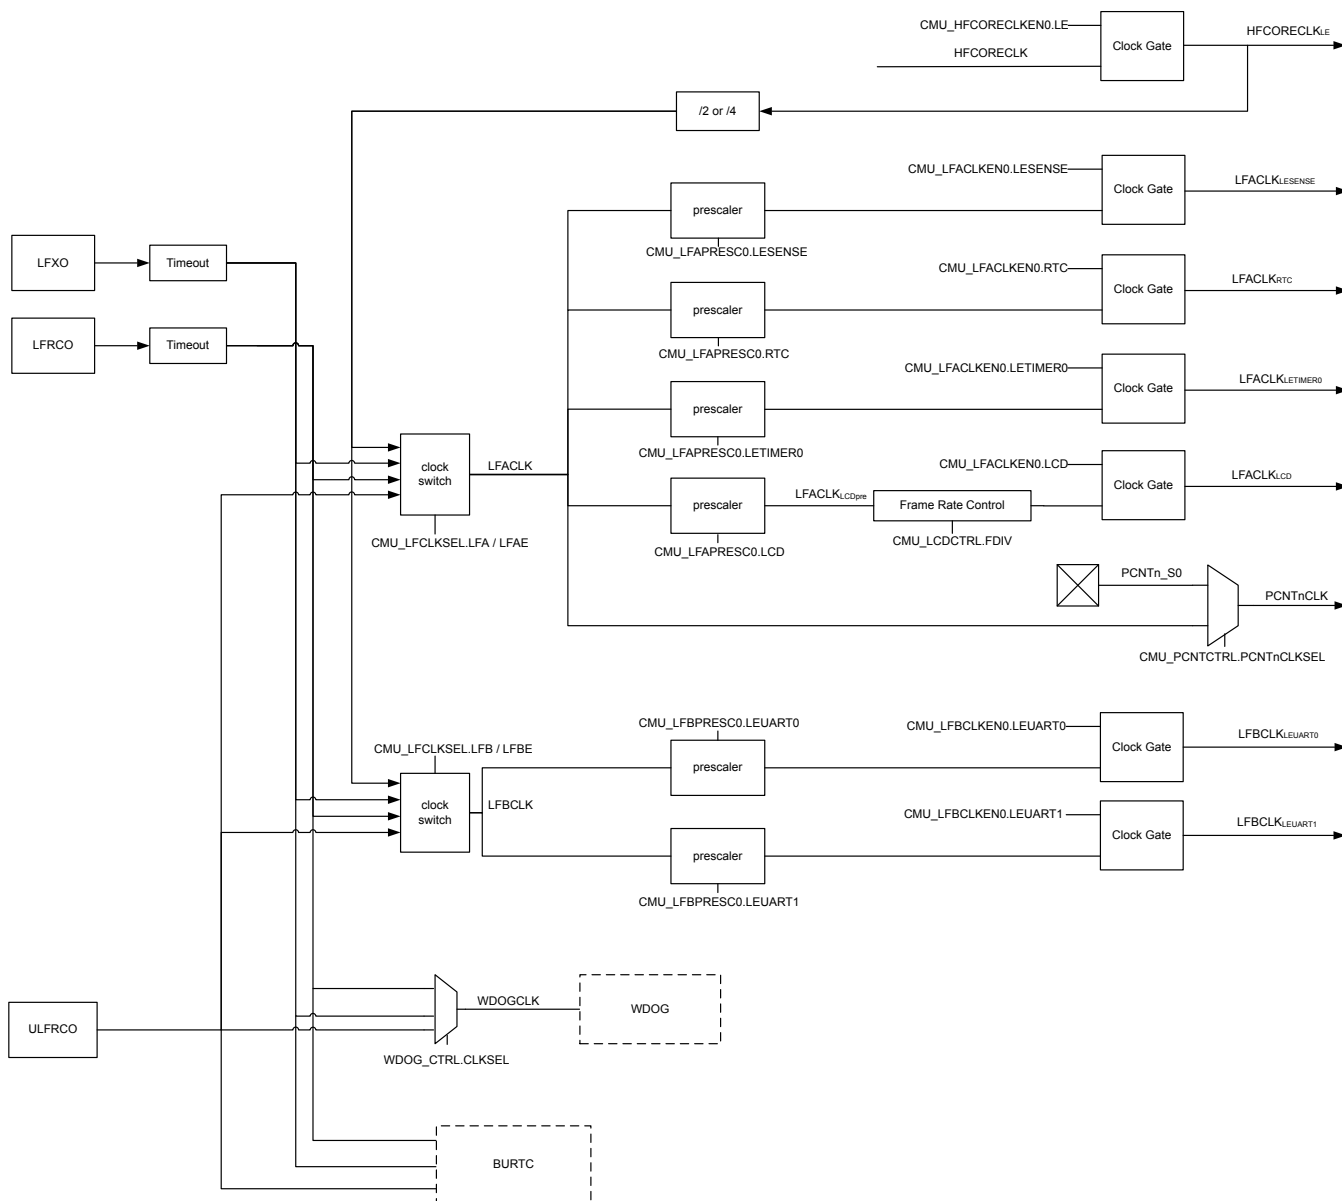 CMU_HFCORECLKEN0.LE
HFCORECLK
Clock Gate
HFCORECLKLE
/2 or /4
CMU_LFACLKEN0.LESENSE
Clock Gate
LFACLKLESENSE
prescaler
CMU_LFAPRESC0.LESENSE
LFXO
Timeout
CMU_LFACLKEN0.RTC
Clock Gate
LFACLKRTC
prescaler
CMU_LFAPRESC0.RTC
LFRCO
Timeout
CMU_LFACLKEN0.LETIMER0
Clock Gate
LFACLKLETIMER0
prescaler
CMU_LFAPRESC0.LETIMER0
clock
switch
LFACLK
CMU_LFCLKSEL.LFA / LFAE
CMU_LFACLKEN0.LCD
Clock Gate
LFACLKLCD
prescaler
LFACLKLCDpre
Frame Rate Control
CMU_LFAPRESC0.LCD
CMU_LCDCTRL.FDIV
PCNTn_S0
PCNTnCLK
CMU_PCNTCTRL.PCNTnCLKSEL
CMU_LFBPRESC0.LEUART0
CMU_LFBCLKEN0.LEUART0
Clock Gate
LFBCLKLEUART0
prescaler
CMU_LFCLKSEL.LFB / LFBE
clock
switch
LFBCLK
CMU_LFBCLKEN0.LEUART1
Clock Gate
LFBCLKLEUART1
prescaler
CMU_LFBPRESC0.LEUART1
ULFRCO
WDOGCLK
WDOG
WDOG_CTRL.CLKSEL
BURTC